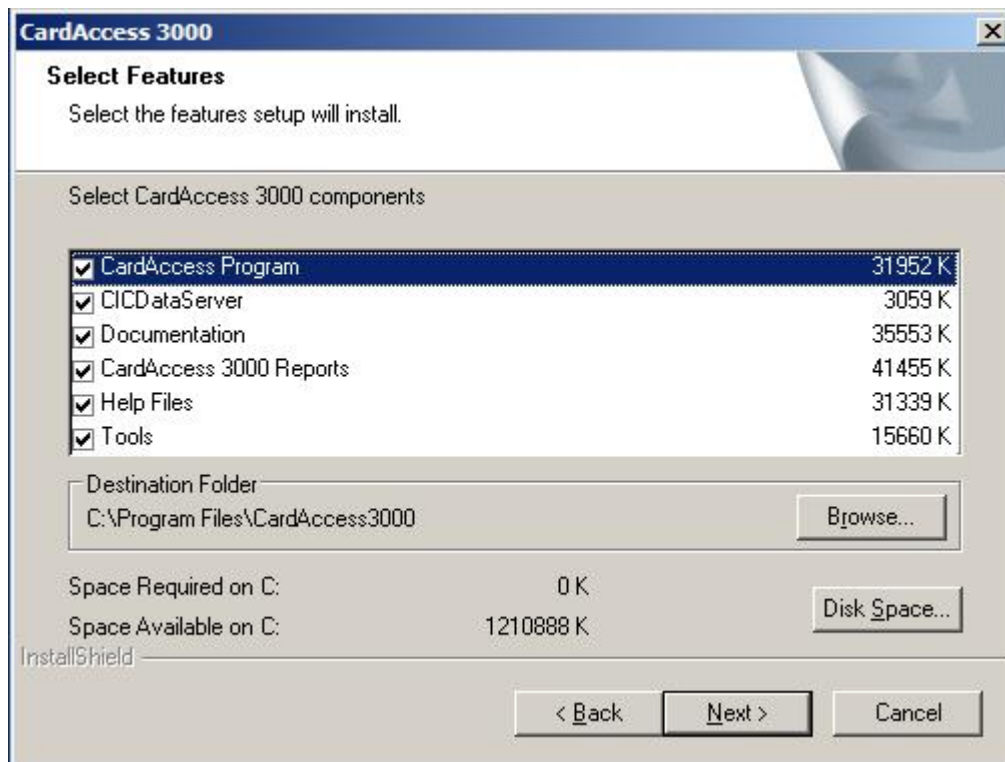 CardAccess 3000
Select Features
Select the features setup will install.
Select CardAccess 3000 components
CardAccess Program 31952 K
CICDataServer 3059 K
Documentation 35553 K
CardAccess 3000 Reports 41455 K
Help Files 31339 K
Tools 15660 K
Destination Folder
C:\Program Files\CardAccess3000 Browse...
Space Required on C: 0 K
Disk Space...
Space Available on C: 1210888 K
InstallShield
< Back Next > Cancel